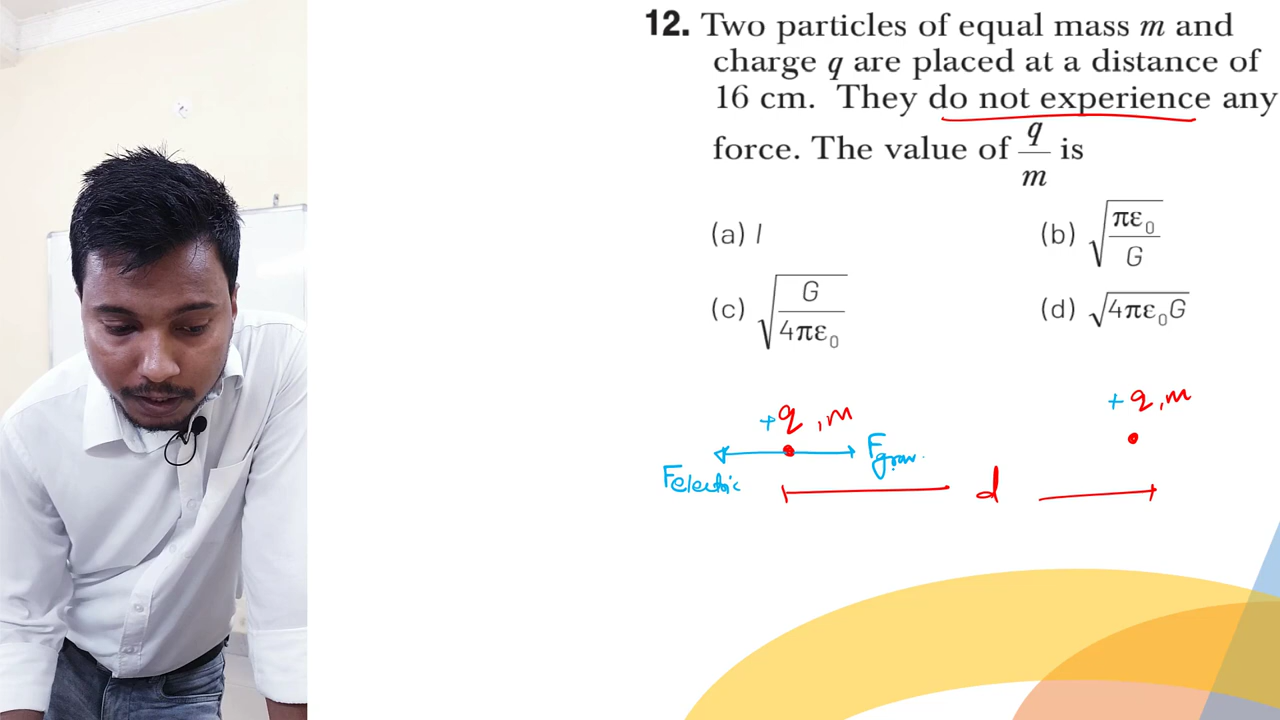 12. Two particles of equal mass m and
charge q are placed at a distance of
16 cm. They do not experience any
force. The value of q/m is
(a) l
(b) √(πε₀/G)
(c) √(G/4πε₀)
(d) √4πε₀G
+q, m
+q, m
Felectric
Fgrav.
d